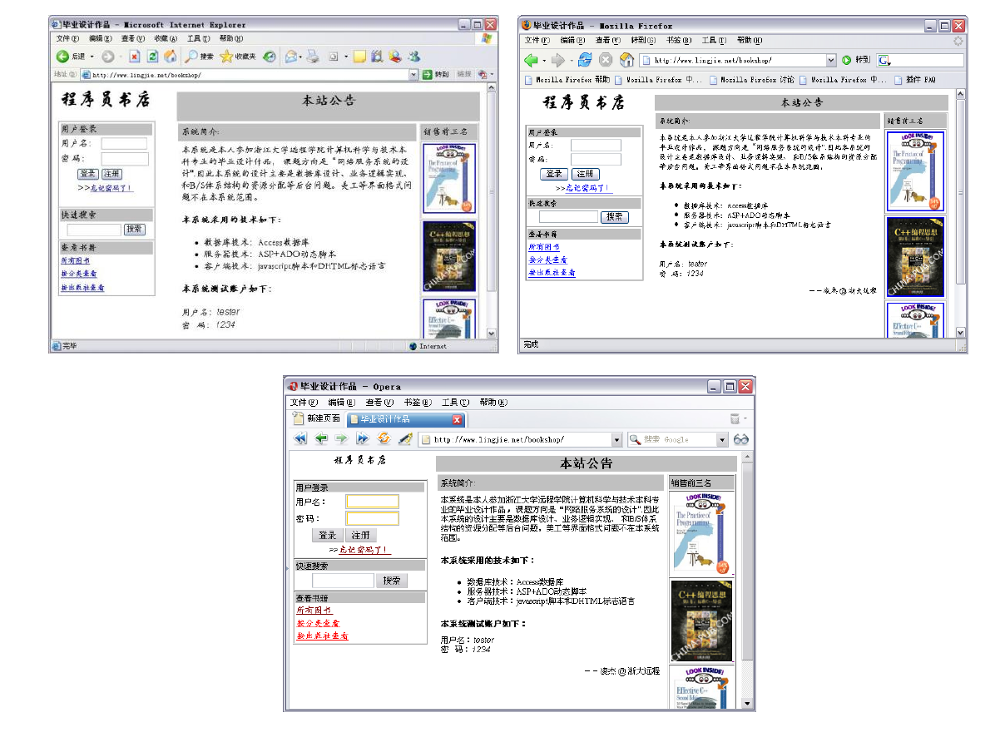 毕业设计作品 - Microsoft Internet Explorer
文件(F) 编辑(E) 查看(V) 收藏(A) 工具(T) 帮助(H)
后退 搜索 收藏夹
地址(D) http://www.lingjie.net/bookshop/ 转到 链接
程序员书店
本站公告
用户登录
用户名:
密 码:
登录 注册
>>忘记密码了!
快速搜索
搜索
查看书籍
所有图书
按分类查看
按出版社查看
系统简介:
本系统是本人参加浙江大学远程学院计算机科学与技术本
科专业的毕业设计作品, 课题方向是“网络服务系统的设
计”.因此本系统的设计主要是数据库设计、业务逻辑实现、
和B/S体系结构的资源分配等后台问题。美工等界面格式问
题不在本系统范围。
本系统采用的技术如下:
• 数据库技术: Access数据库
• 服务器技术: ASP+ADO动态脚本
• 客户端技术: javascript脚本和DHTML标志语言
本系统测试账户如下:
用户名: tester
密 码: 1234
销售前三名
LOOK INSIDE!
The Practice of
Programming
C++编程思想
CHINA-PUB.COM
LOOK INSIDE!
Effective C++
完毕
Internet
毕业设计作品 - Mozilla Firefox
文件(F) 编辑(E) 查看(V) 转到(G) 书签(B) 工具(T) 帮助(H)
http://www.lingjie.net/bookshop/ 转到 G
Mozilla Firefox 帮助 Mozilla Firefox 中... Mozilla Firefox 讨论 Mozilla Firefox 中... 插件 FAQ
程序员书店
本站公告
用户登录
用户名:
密 码:
登录 注册
>>忘记密码了!
快速搜索
搜索
查看书籍
所有图书
按分类查看
按出版社查看
系统简介:
本系统是本人参加浙江大学远程学院计算机科学与技术本科专业的
毕业设计作品, 课题方向是“网络服务系统的设计”.因此本系统的
设计主要是数据库设计、业务逻辑实现、 和B/S体系结构的资源分配
等后台问题。美工等界面格式问题不在本系统范围。
本系统采用的技术如下:
• 数据库技术: Access数据库
• 服务器技术: ASP+ADO动态脚本
• 客户端技术: javascript脚本和DHTML标志语言
本系统测试账户如下:
用户名: tester
密 码: 1234
--凌杰@浙大远程
销售前三名
LOOK INSIDE!
The Practice of
Programming
C++编程思想
CHINA-PUB.COM
LOOK INSIDE!
Effective C++
完成
毕业设计作品 - Opera
文件(F) 编辑(E) 查看(V) 书签(B) 工具(T) 帮助(H)
新建页面 毕业设计作品
http://www.lingjie.net/bookshop/ 搜索 Google
程序员书店
本站公告
用户登录
用户名:
密 码:
登录 注册
>>忘记密码了!
快速搜索
搜索
查看书籍
所有图书
按分类查看
按出版社查看
系统简介:
本系统是本人参加浙江大学远程学院计算机科学与技术本科专
业的毕业设计作品, 课题方向是“网络服务系统的设计”.因此
本系统的设计主要是数据库设计、业务逻辑实现、 和B/S体系
结构的资源分配等后台问题。美工等界面格式问题不在本系统
范围。
本系统采用的技术如下:
• 数据库技术: Access数据库
• 服务器技术: ASP+ADO动态脚本
• 客户端技术: javascript脚本和DHTML标志语言
本系统测试账户如下:
用户名: tester
密 码: 1234
--凌杰@浙大远程
销售前三名
LOOK INSIDE!
The Practice of
Programming
C++编程思想
CHINA-PUB.COM
LOOK INSIDE!
Effective C++